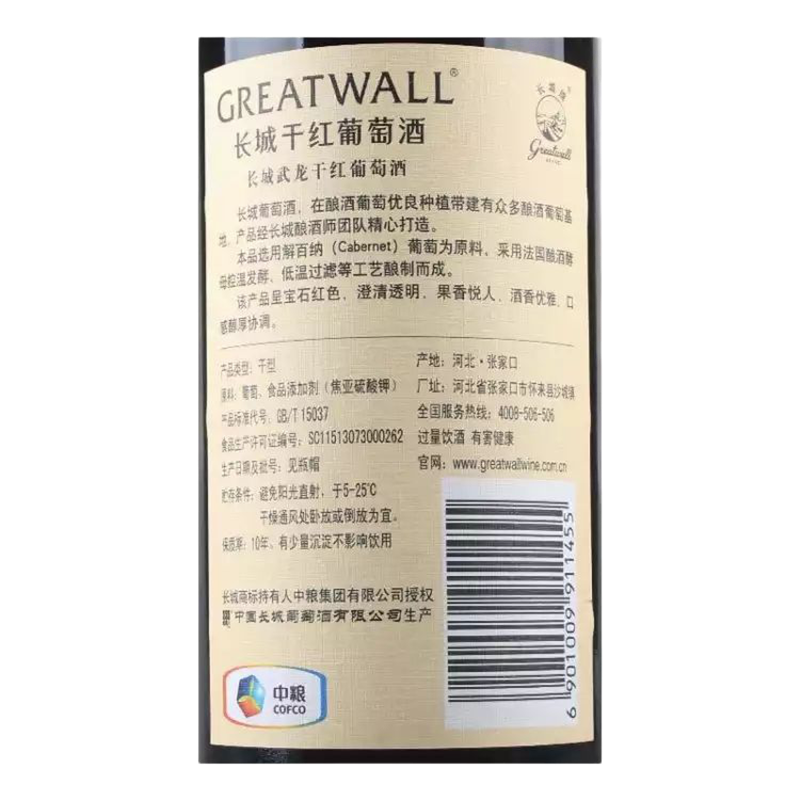 GREATWALL®
长城牌®
Greatwall
长城干红葡萄酒
长城武龙干红葡萄酒
长城葡萄酒，在酿酒葡萄优良种植带建有众多酿酒葡萄基
地，产品经长城酿酒师团队精心打造。
本品选用解百纳（Cabernet）葡萄为原料，采用法国酿酒酵
母控温发酵、低温过滤等工艺酿制而成。
该产品呈宝石红色，澄清透明，果香悦人，酒香优雅，口
感醇厚协调。
产品类型：干型
原料：葡萄、食品添加剂（焦亚硫酸钾）
产品标准代号：GB/T 15037
食品生产许可证编号：SC11513073000262
生产日期及批号：见瓶帽
贮存条件：避免阳光直射，于5-25℃
干燥通风处卧放或倒放为宜。
保质期：10年，有少量沉淀不影响饮用
产地：河北·张家口
厂址：河北省张家口市怀来县沙城镇
全国服务热线：4008-506-506
过量饮酒 有害健康
官网：www.greatwallwine.com.cn
长城商标持有人中粮集团有限公司授权
中国长城葡萄酒有限公司生产
中粮
COFCO
6901009911455